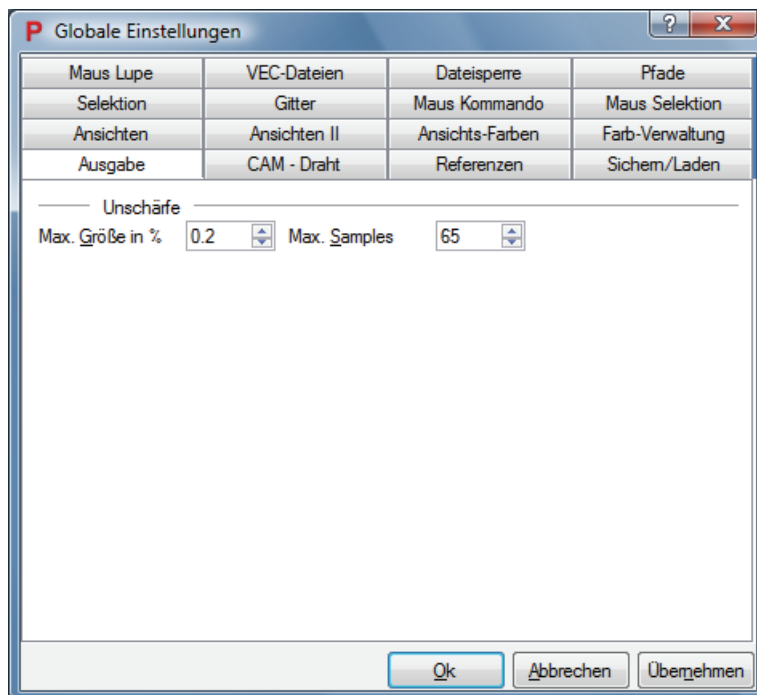 P Globale Einstellungen ? X
Maus Lupe VEC-Dateien Dateisperre Pfade
Selektion Gitter Maus Kommando Maus Selektion
Ansichten Ansichten II Ansichts-Farben Farb-Verwaltung
Ausgabe CAM - Draht Referenzen Sichern/Laden
Unschärfe
Max. Größe in % 0.2 Max. Samples 65
Ok Abbrechen Übernehmen